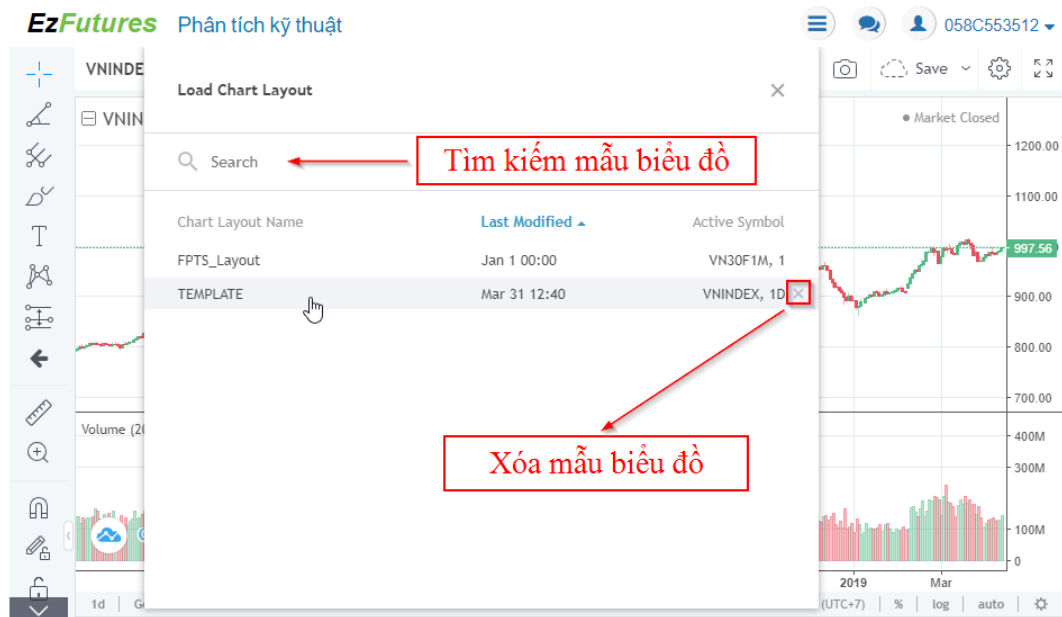 EzFutures Phân tích kỹ thuật 058C553512
VNINDE
Save
Load Chart Layout
VNIN
Market Closed
Search
Tìm kiếm mẫu biểu đồ
1200.00
1100.00
Chart Layout Name Last Modified Active Symbol
FPTS_Layout Jan 1 00:00 VN30F1M, 1
997.56
TEMPLATE Mar 31 12:40 VNINDEX, 1D
900.00
800.00
700.00
Volume (20
400M
Xóa mẫu biểu đồ
300M
100M
0
2019 Mar
1d G (UTC+7) % log auto